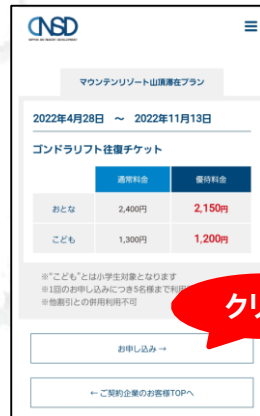 NSD
マウンテンリゾート山頂滞在プラン
2022年4月28日 ～ 2022年11月13日
ゴンドラリフト往復チケット
通常料金 優待料金
おとな 2,400円 2,150円
こども 1,300円 1,200円
※"こども"とは小学生対象となります
※1回のお申し込みにつき5名様まで利用
※他割引との併用利用不可
クリ
お申し込み →
← ご契約企業のお客様TOPへ